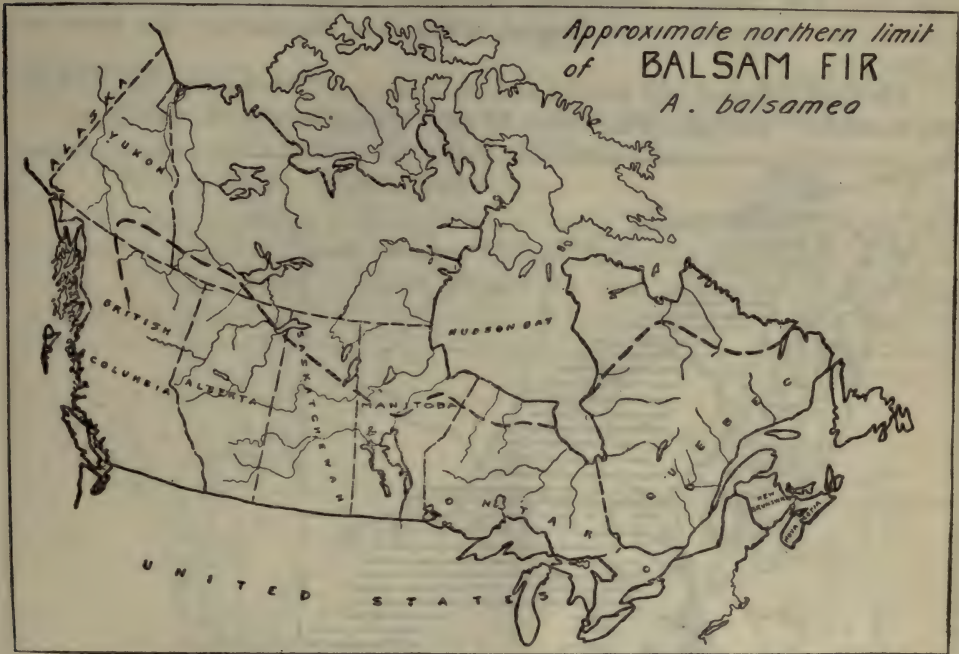 Approximate northern limit
of BALSAM FIR
A. balsamea
ALASKA
YUKON
BRITISH
COLUMBIA
ALBERTA
SASKATCHEWAN
MANITOBA
HUDSON BAY
ONTARIO
QUEBEC
NEW
BRUNSWICK
NOVA SCOTIA
UNITED STATES